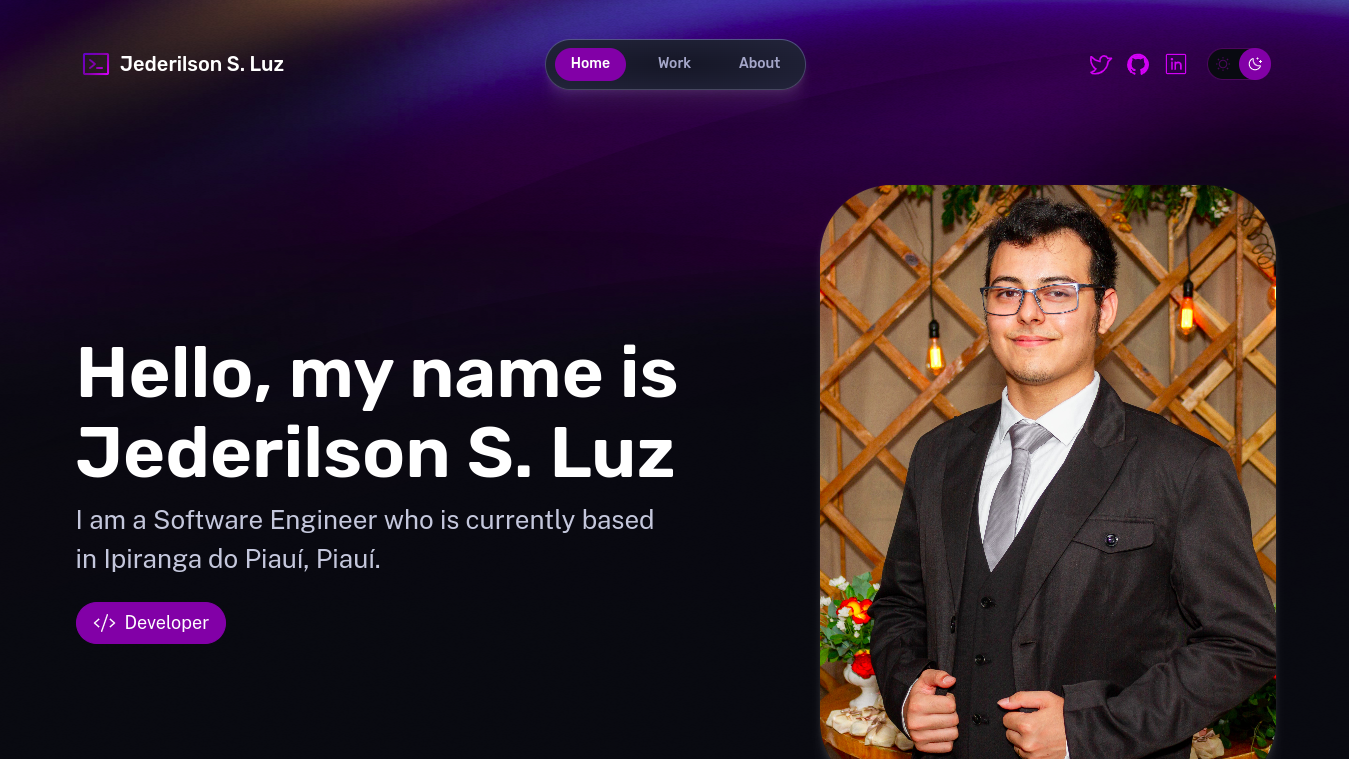 Jederilson S. Luz
Home
Work
About
Hello, my name is
Jederilson S. Luz
I am a Software Engineer who is currently based
in Ipiranga do Piauí, Piauí.
</> Developer